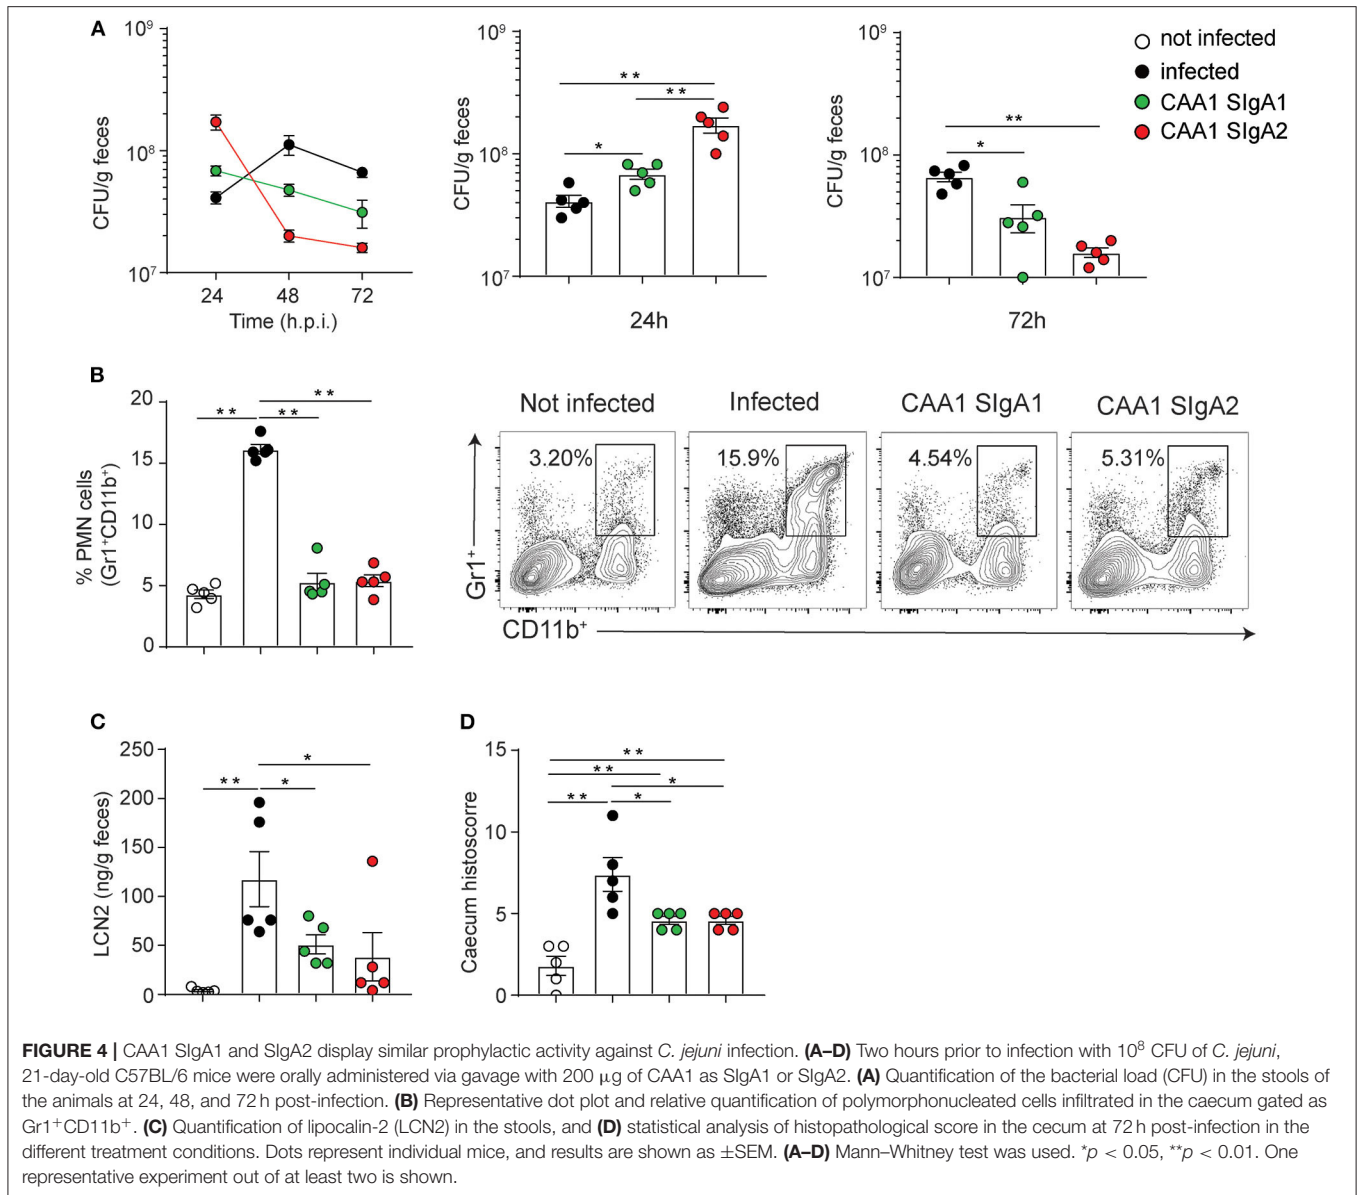 A
10⁹
10⁸
10⁷
CFU/g feces
24 48 72
Time (h.p.i.)
10⁹
10⁸
10⁷
CFU/g feces
**
**
*
24h
10⁹
10⁸
10⁷
CFU/g feces
**
*
72h
not infected
infected
CAA1 SIgA1
CAA1 SIgA2
B
20
15
10
5
0
% PMN cells
(Gr1⁺CD11b⁺)
**
** **
Not infected Infected CAA1 SIgA1 CAA1 SIgA2
3.20% 15.9% 4.54% 5.31%
Gr1⁺
CD11b⁺
C
250
200
150
100
50
0
LCN2 (ng/g feces)
*
** *
D
15
10
5
0
Caecum histoscorre
**
**
*
** *
FIGURE 4 | CAA1 SIgA1 and SIgA2 display similar prophylactic activity against C. jejuni infection. (A–D) Two hours prior to infection with 10⁸ CFU of C. jejuni,
21-day-old C57BL/6 mice were orally administered via gavage with 200 μg of CAA1 as SIgA1 or SIgA2. (A) Quantification of the bacterial load (CFU) in the stools of
the animals at 24, 48, and 72 h post-infection. (B) Representative dot plot and relative quantification of polymorphonucleated cells infiltrated in the caecum gated as
Gr1⁺CD11b⁺. (C) Quantification of lipocalin-2 (LCN2) in the stools, and (D) statistical analysis of histopathological score in the cecum at 72 h post-infection in the
different treatment conditions. Dots represent individual mice, and results are shown as ±SEM. (A–D) Mann–Whitney test was used. *p < 0.05, **p < 0.01. One
representative experiment out of at least two is shown.